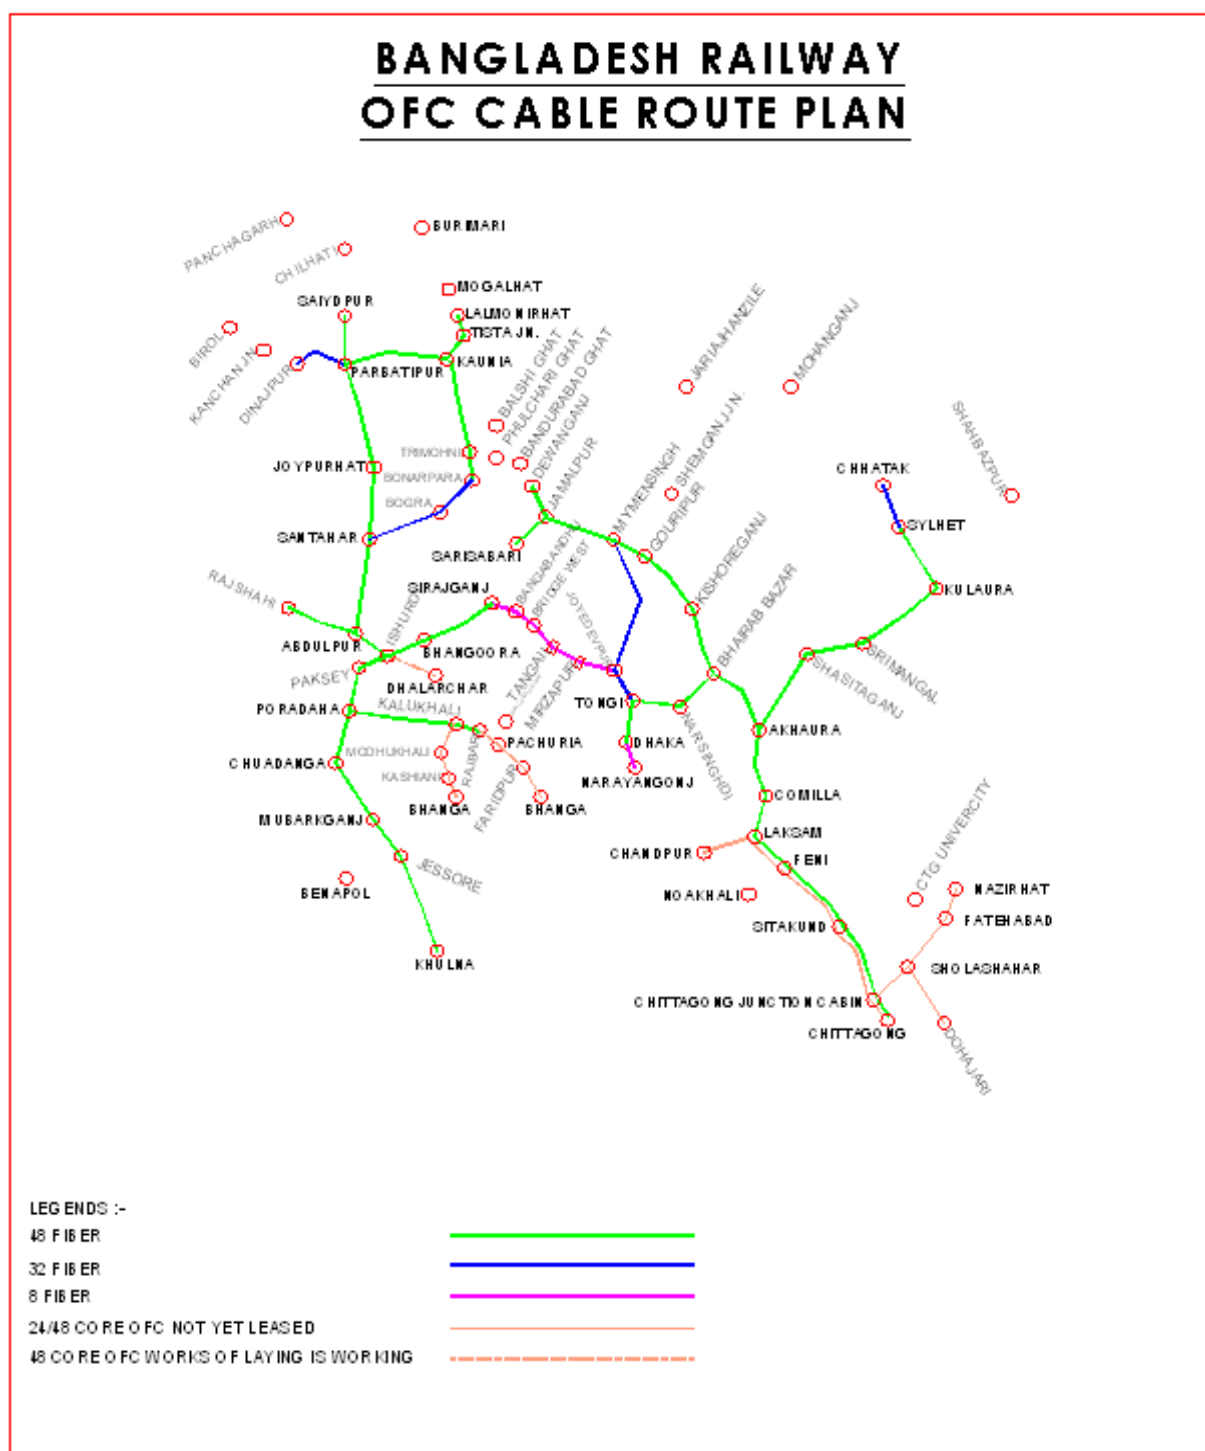 BANGLADESH RAILWAY
OFC CABLE ROUTE PLAN
PANCHAGARH
BURIMARI
CHILHATI
MOGALHAT
SAIYDPUR
LALMONIRHAT
BIROL
TISTA JN.
KANCHAN JN
DINAJPUR
PARBATIPUR
KAUNIA
BALSHI GHAT
PHULCHARI GHAT
BANDURABAD GHAT
DEWANGANJ
JAMALPUR
JARIAJHANZILE
MOHANGANJ
SHAHBAZPUR
TRIMOHNI
JOYPURHAT
BONARPARA
BOGRA
MYMENSINGH
SHEMGANJ JN.
GOURIPUR
CHHATAK
SYLHET
SANTAHAR
SARISABARI
RAJSHAHI
SIRAJGANJ
BANGABANDHU
BRIDGE WEST
JOYEDEVPUR
KISHOREGANJ
BHAIRAB BAZAR
KULAURA
ABDULPUR
ISHURDI
BHANGOORA
PAKSEY
DHALARCHAR
TANGAIL
MIRZAPUR
SRIMANGAL
SHASITAGANJ
KALUKHALI
PORADAHA
TONGI
NARSINGHDI
AKHAURA
MODHUKHALI
RAJBARI
PACHURIA
DHAKA
CHUADANGA
KASHIANI
FARIDPUR
NARAYANGONJ
BHANGA
BHANGA
COMILLA
MUBARKGANJ
LAKSAM
CHANDPUR
FENI
CTG UNIVERCITY
JESSORE
BENAPOL
NOAKHALI
NAZIRHAT
SITAKUND
FATEHABAD
KHULNA
SHOLASHAHAR
CHITTAGONG JUNCTION CABIN
CHITTAGONG
DOHAJARI
LEGENDS :-
48 FIBER
32 FIBER
8 FIBER
24/48 CORE OFC NOT YET LEASED
48 CORE OFC WORKS OF LAYING IS WORKING